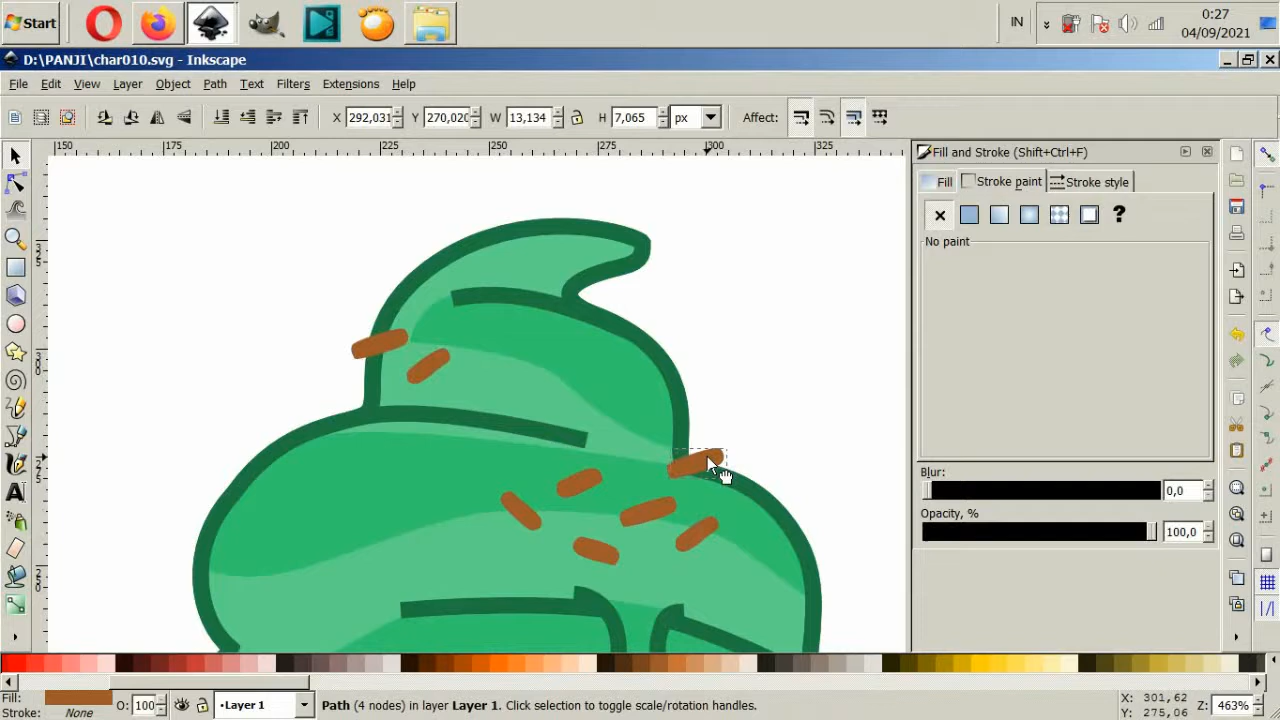 Start
IN
0:27
04/09/2021
D:\PANJI\char010.svg - Inkscape
File Edit View Layer Object Path Text Filters Extensions Help
X 292,031 Y 270,020 W 13,134 H 7,065 px Affect:
150 175 200 225 250 275 300 325
Fill and Stroke (Shift+Ctrl+F)
Fill Stroke paint Stroke style
?
No paint
Blur:
0,0
Opacity, %
100,0
Fill:
Stroke: None
O: 100
Layer 1
Path (4 nodes) in layer Layer 1. Click selection to toggle scale/rotation handles.
X: 301,62
Y: 275,06
Z: 463%